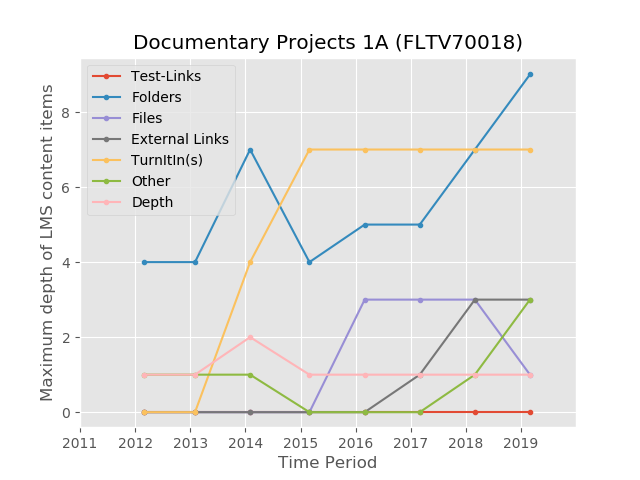 Documentary Projects 1A (FLTV70018)
Test-Links
Folders
Files
External Links
TurnItIn(s)
Other
Depth
Maximum depth of LMS content items
8
6
4
2
0
2011 2012 2013 2014 2015 2016 2017 2018 2019
Time Period